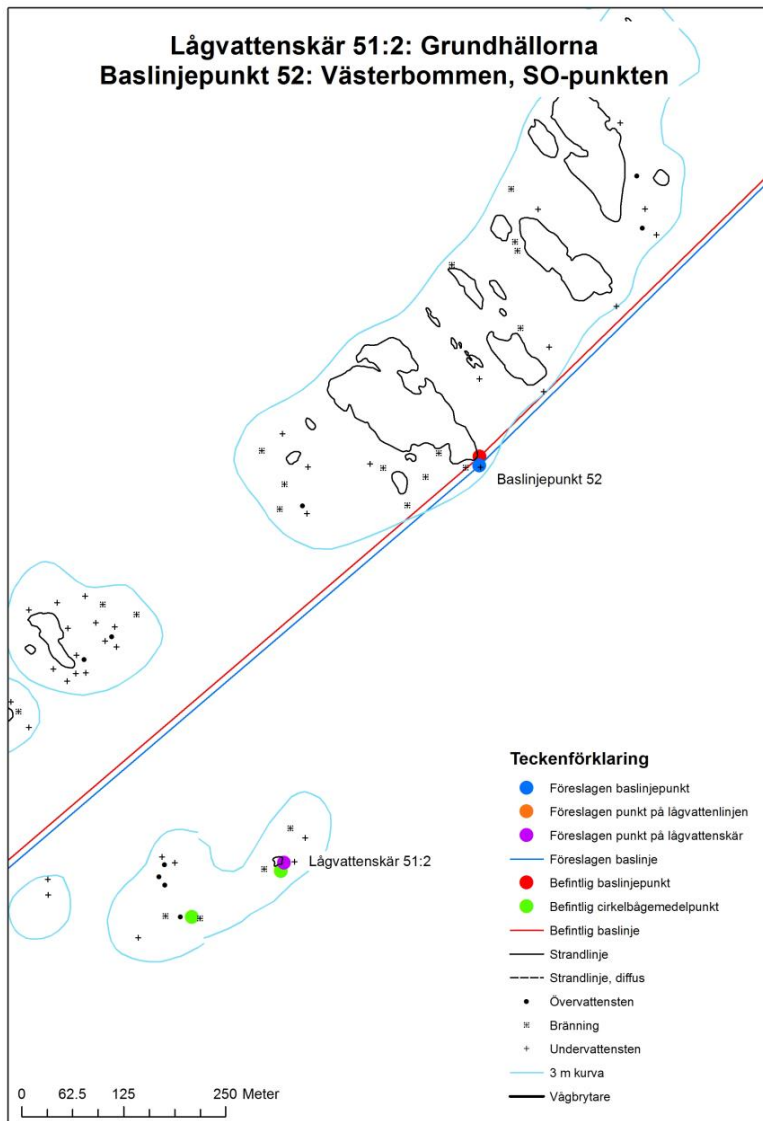 Lågvattenskär 51:2: Grundhällorna
Baslinjepunkt 52: Västerbommen, SO-punkten
Baslinjepunkt 52
Lågvattenskär 51:2
Teckenförklaring
Föreslagen baslinjepunkt
Föreslagen punkt på lågvattenlinjen
Föreslagen punkt på lågvattenskär
Föreslagen baslinje
Befintlig baslinjepunkt
Befintlig cirkelbågemedelpunkt
Befintlig baslinje
Strandlinje
Strandlinje, diffus
Övervattensten
Bränning
Undervattensten
3 m kurva
Vågbrytare
0 62.5 125 250 Meter